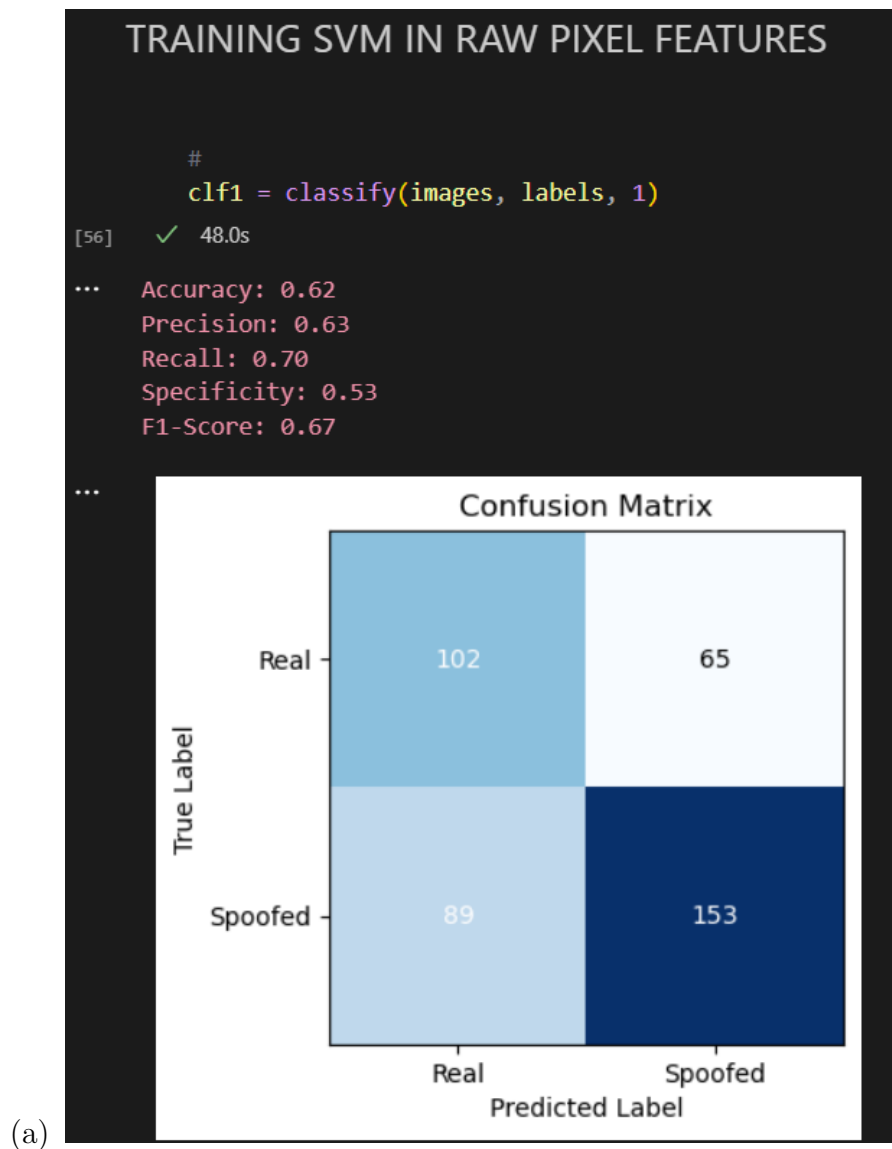 TRAINING SVM IN RAW PIXEL FEATURES
#
clf1 = classify(images, labels, 1)
[56] ✓ 48.0s
... Accuracy: 0.62
Precision: 0.63
Recall: 0.70
Specificity: 0.53
F1-Score: 0.67
...
Confusion Matrix
Real 102 65
True Label
Spoofed 89 153
Real Spoofed
Predicted Label
(a)